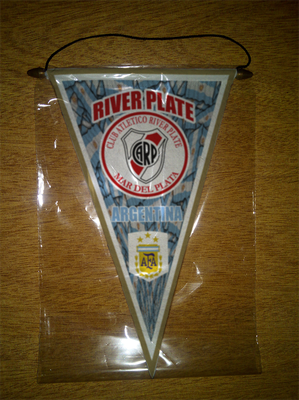 RIVER PLATE
CLUB ATLETICO RIVER PLATE
CARP
MAR DEL PLATA
ARGENTINA
AFA